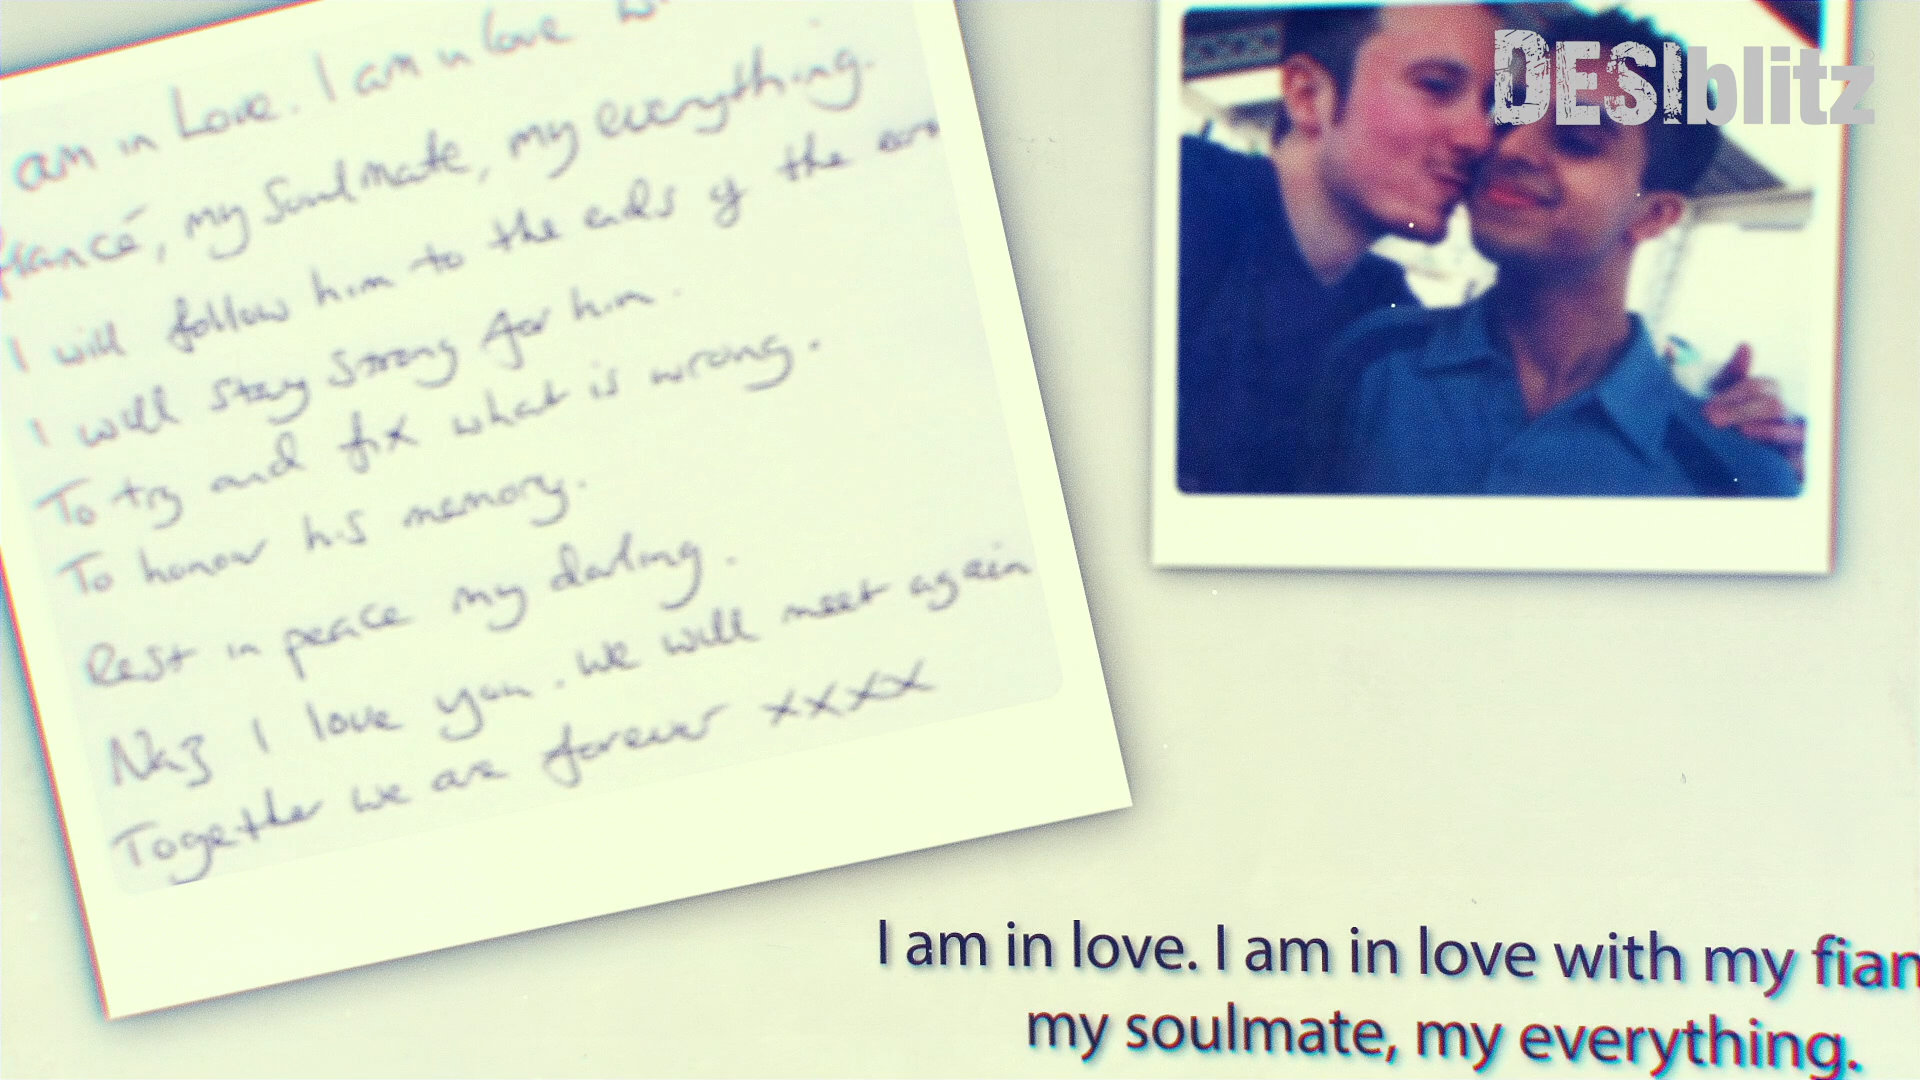 am in Love. I am in love
fiancé, my Soulmate, my everything.
I will follow him to the ends of the
I will stay strong for him.
To try and fix what is wrong.
To honour his memory.
Rest in peace my darling.
Naz I love you. We will meet again
Together we are forever xxxx
DESIblitz
I am in love. I am in love with my fian
my soulmate, my everything.